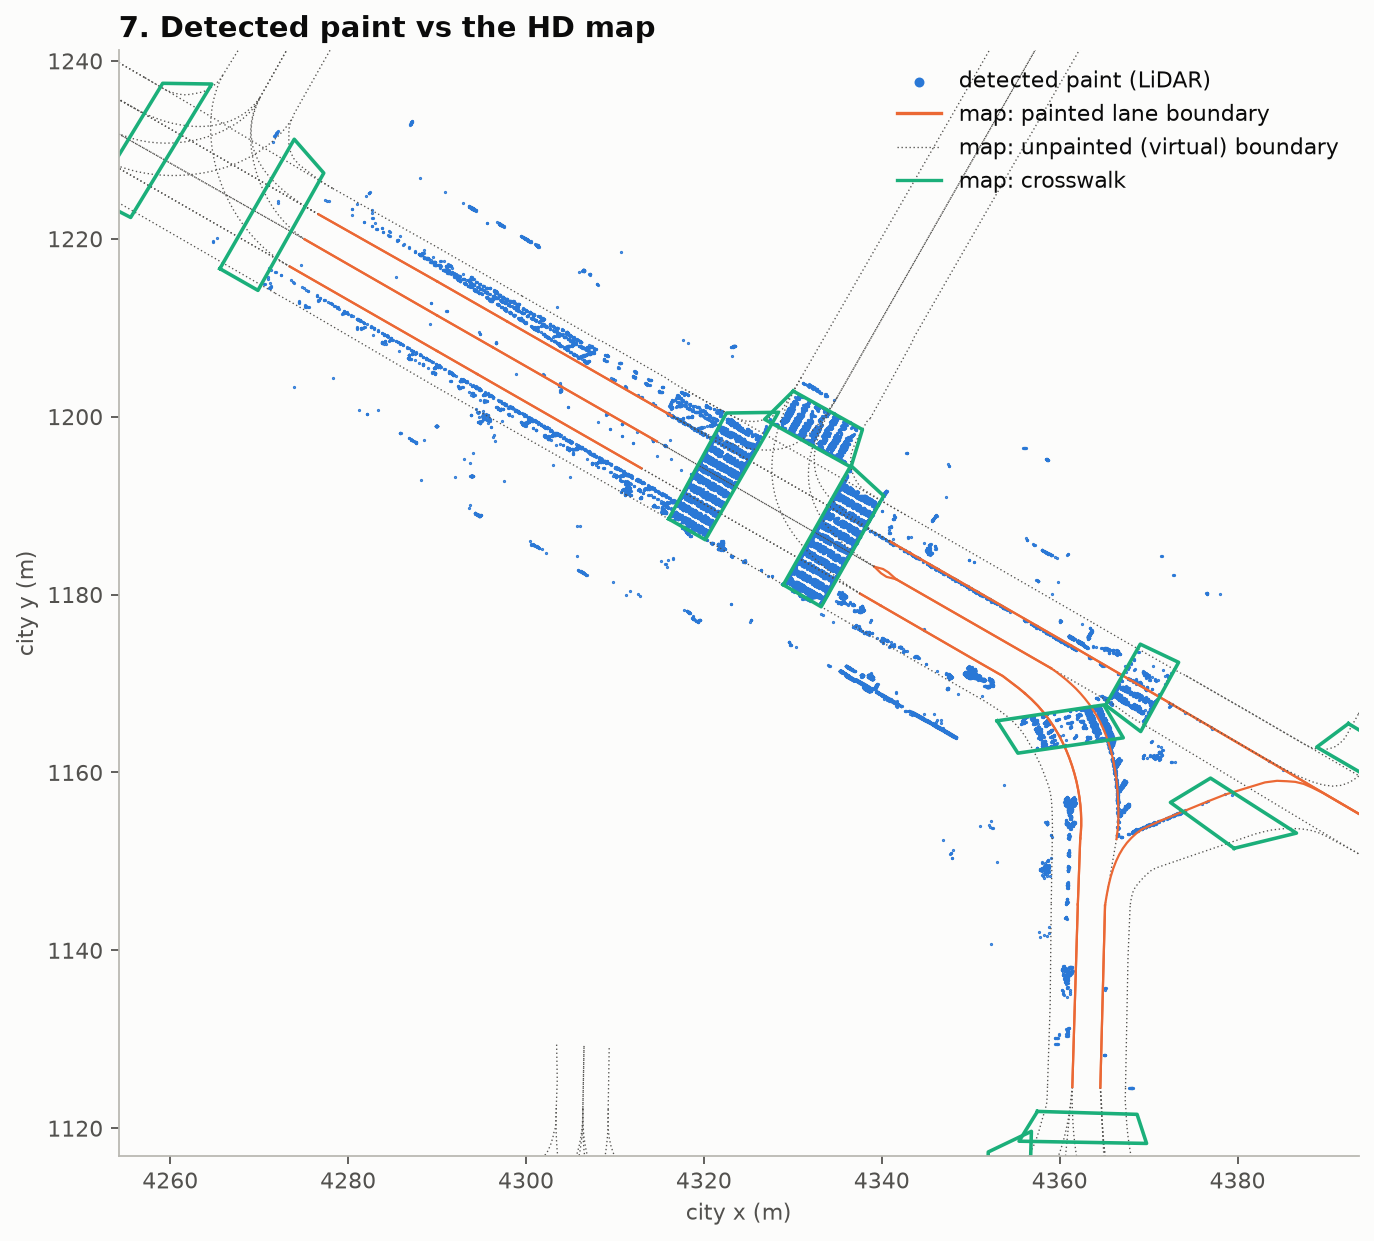 7. Detected paint vs the HD map
detected paint (LiDAR)
map: painted lane boundary
map: unpainted (virtual) boundary
map: crosswalk
1240
1220
1200
1180
1160
1140
1120
city y (m)
4260 4280 4300 4320 4340 4360 4380
city x (m)